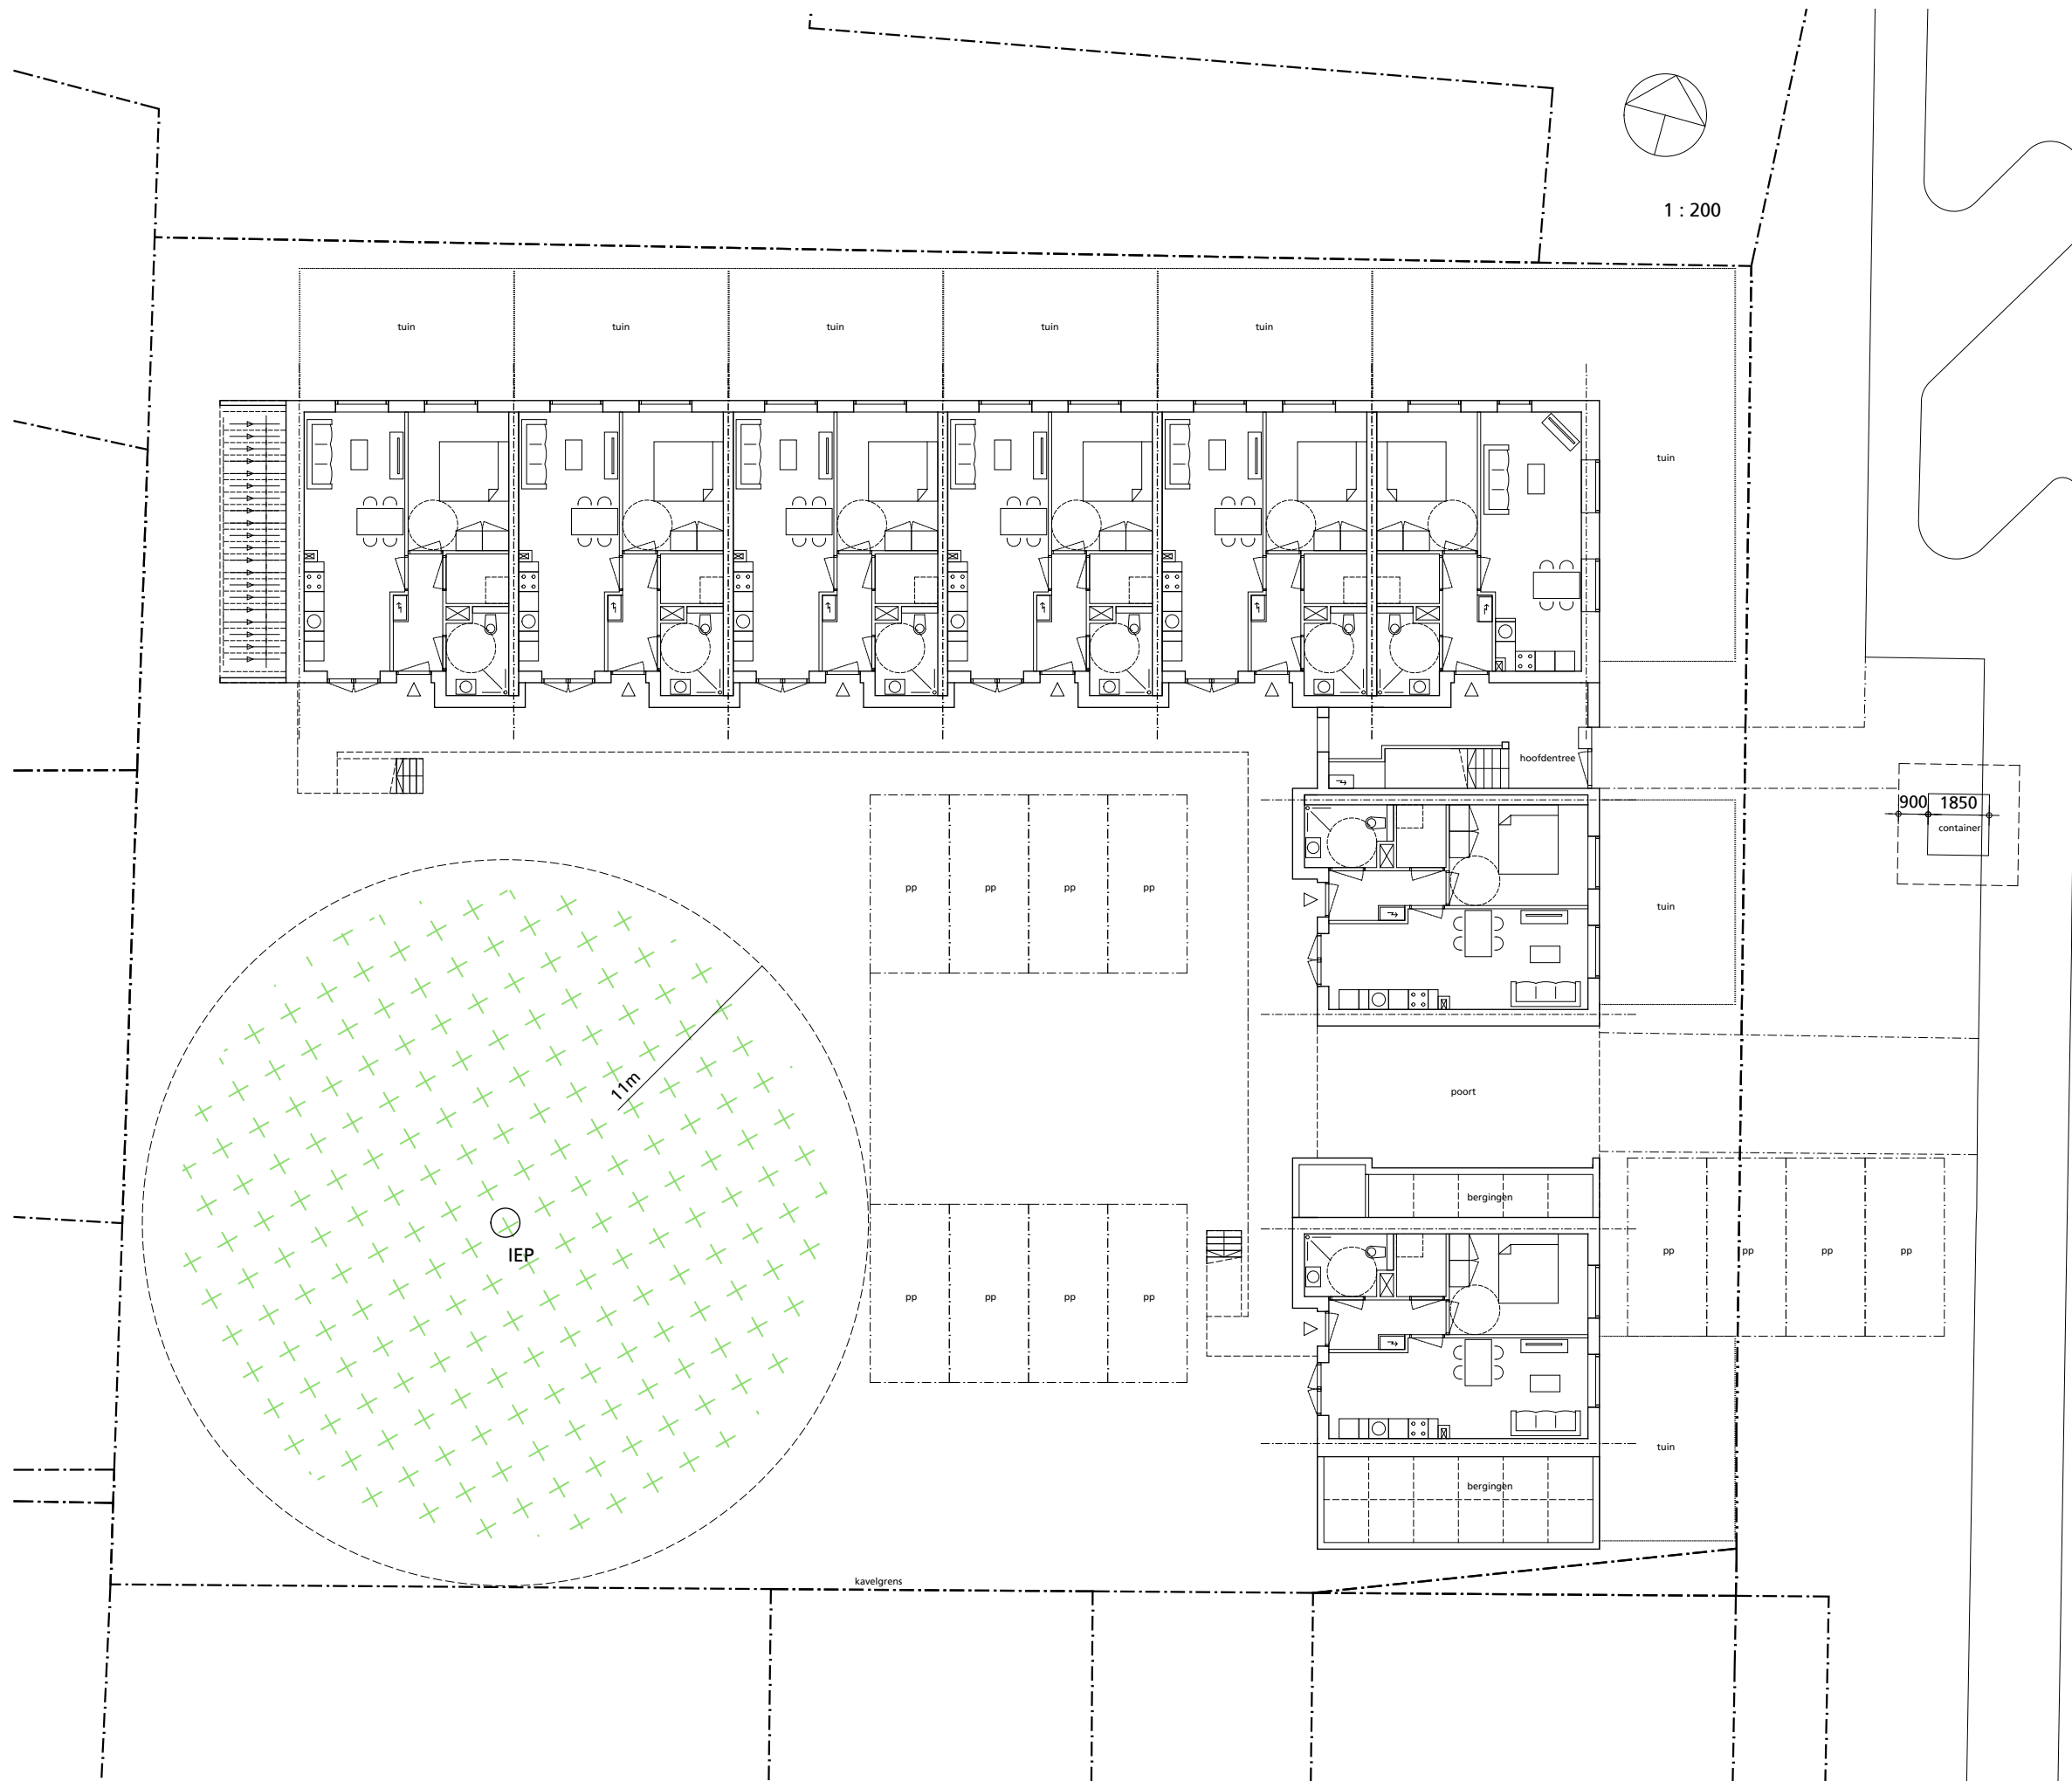 1 : 200
tuin
tuin
tuin
tuin
tuin
tuin
hoofdentree
900
1850
container
pp
pp
pp
pp
tuin
11m
poort
bergingen
IEP
pp
pp
pp
pp
pp
pp
pp
pp
tuin
bergingen
kavelgrens